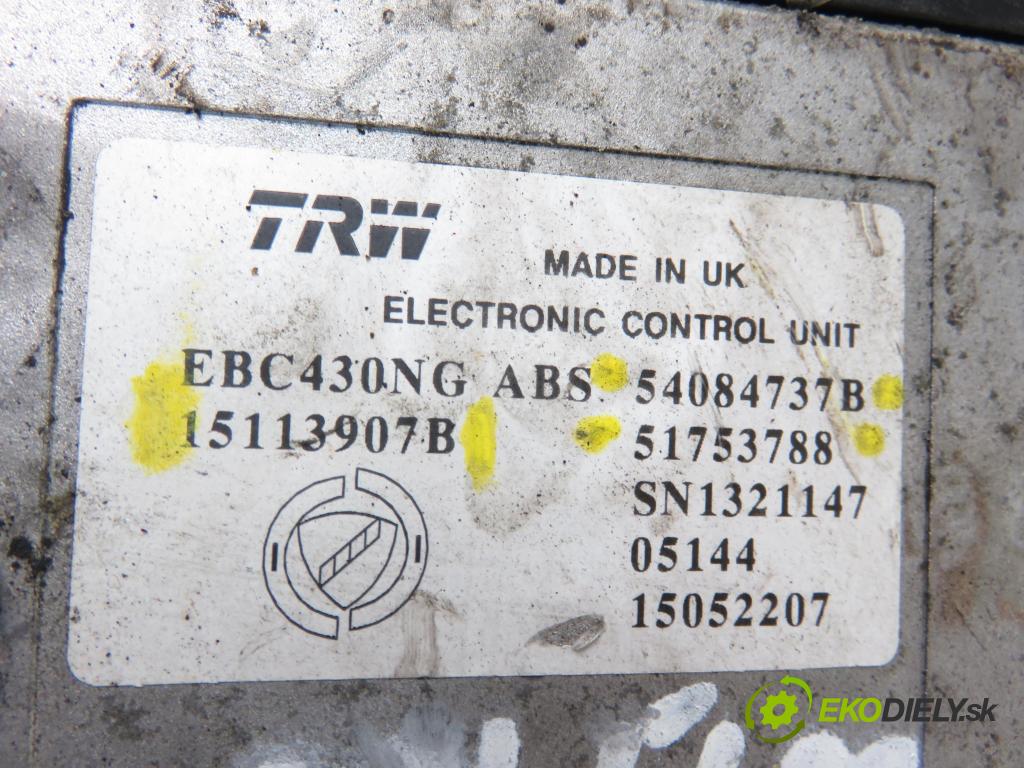 TRW
MADE IN UK
ELECTRONIC CONTROL UNIT
EBC430NG ABS 54084737B
15113907B 51753788
SN1321147
05144
15052207
EKODIELY.sk